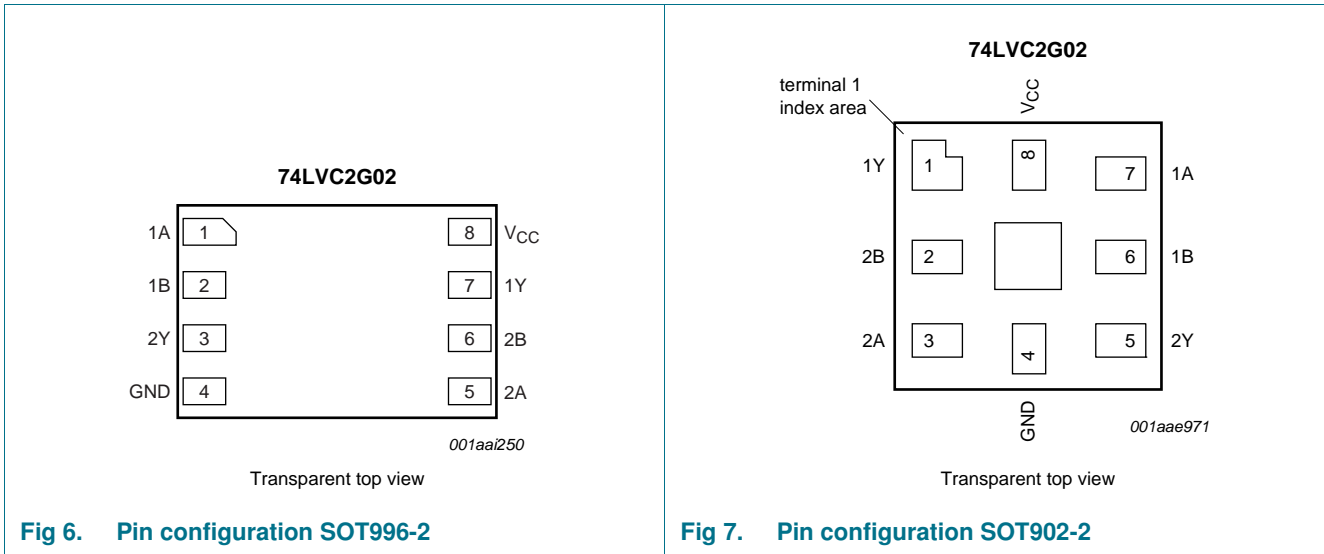 74LVC2G02
1A 1 8 VCC
1B 2 7 1Y
2Y 3 6 2B
GND 4 5 2A
001aai250
Transparent top view
Fig 6. Pin configuration SOT996-2
74LVC2G02
terminal 1
index area
VCC
1Y 1 8 7 1A
2B 2 6 1B
2A 3 4 5 2Y
GND
001aae971
Transparent top view
Fig 7. Pin configuration SOT902-2